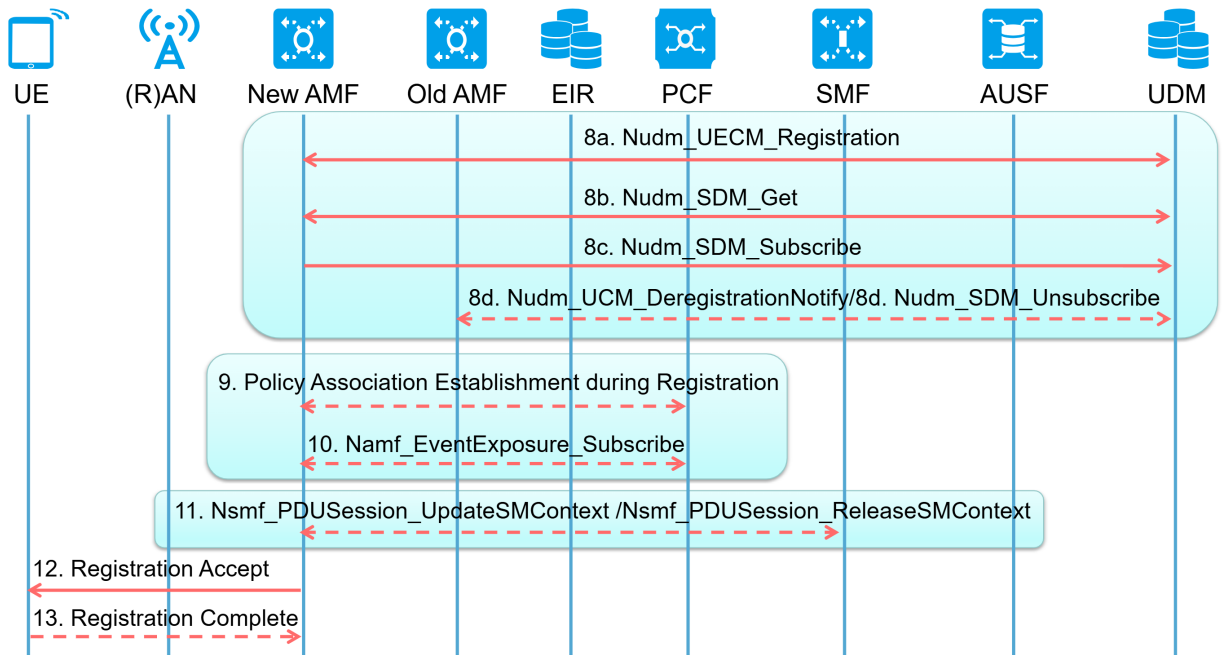 UE (R)AN New AMF Old AMF EIR PCF SMF AUSF UDM
8a. Nudm_UECM_Registration
8b. Nudm_SDM_Get
8c. Nudm_SDM_Subscribe
8d. Nudm_UCM_DeregistrationNotify/8d. Nudm_SDM_Unsubscribe
9. Policy Association Establishment during Registration
10. Namf_EventExposure_Subscribe
11. Nsmf_PDUSession_UpdateSMContext /Nsmf_PDUSession_ReleaseSMContext
12. Registration Accept
13. Registration Complete